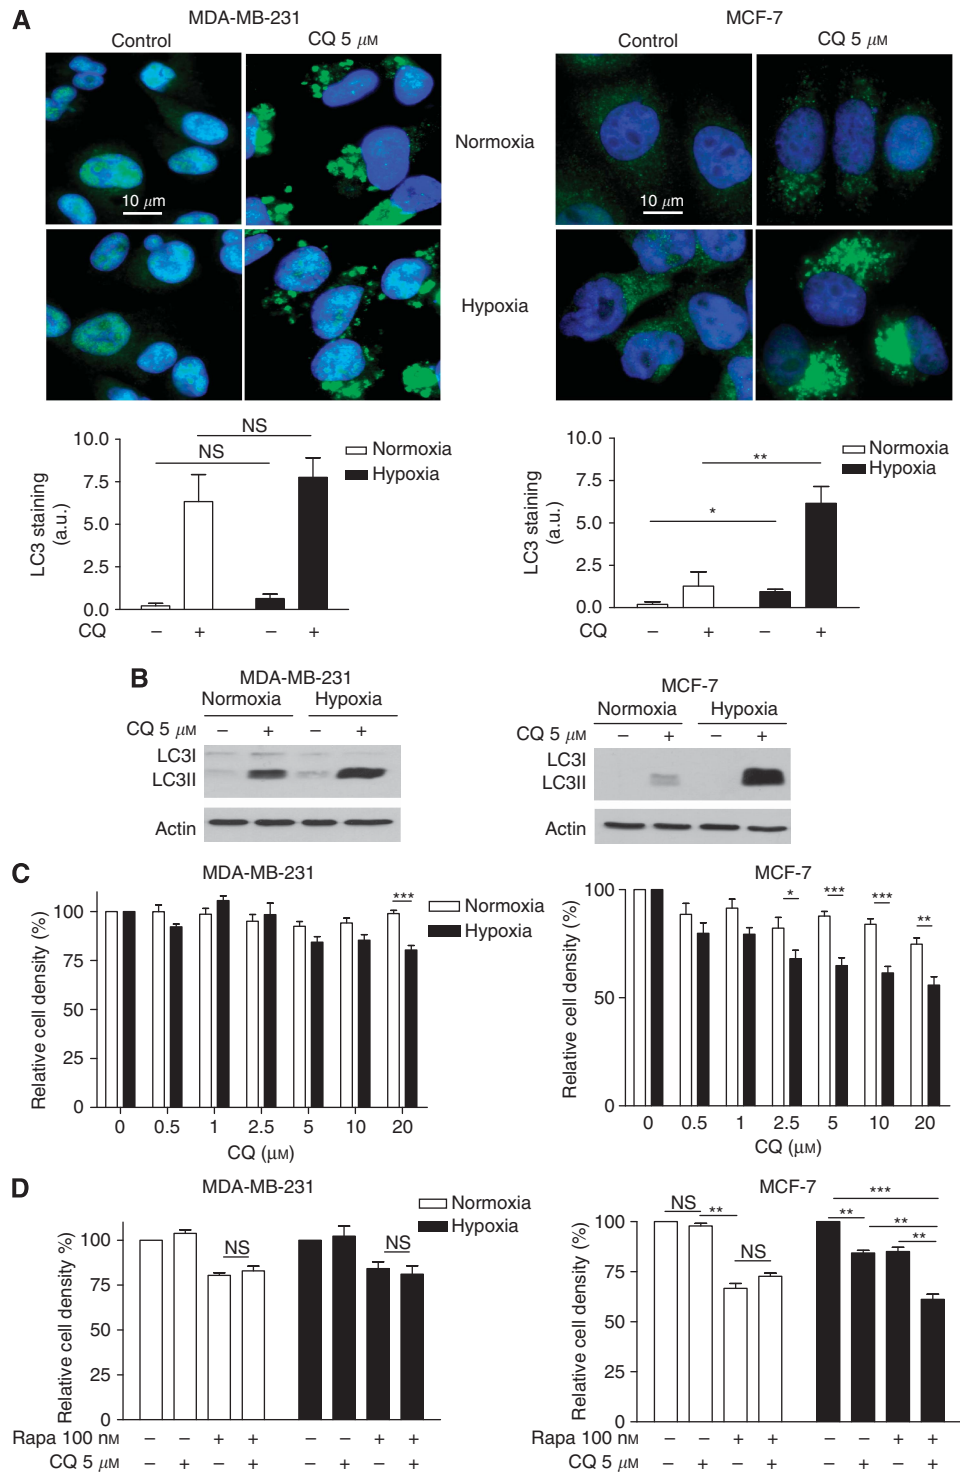 A
MDA-MB-231
MCF-7
Control
CQ 5 μM
Control
CQ 5 μM
10 μm
Normoxia
10 μm
Hypoxia
LC3 staining
(a.u.)
10.0
7.5
5.0
2.5
0.0
NS
NS
Normoxia
Hypoxia
CQ
– + – +
LC3 staining
(a.u.)
10.0
7.5
5.0
2.5
0.0
**
*
Normoxia
Hypoxia
– + – +
B
MDA-MB-231
Normoxia Hypoxia
CQ 5 μM – + – +
LC3I
LC3II
Actin
MCF-7
Normoxia Hypoxia
CQ 5 μM – + – +
LC3I
LC3II
Actin
C
MDA-MB-231
Relative cell density (%)
100
75
50
25
0
***
Normoxia
Hypoxia
0 0.5 1 2.5 5 10 20
CQ (μM)
MCF-7
Relative cell density (%)
100
50
0
* *** *** **
0 0.5 1 2.5 5 10 20
CQ (μM)
D
MDA-MB-231
Relative cell density %)
100
75
50
25
0
NS
NS
Normoxia
Hypoxia
Rapa 100 nM – – + + – – + +
CQ 5 μM – + – + – + – +
MCF-7
Relative cell density (%)
100
75
50
25
0
NS
**
NS
***
**
**
**
Rapa 100 nM – – + + – – + +
CQ 5 μM – + – + – + – +